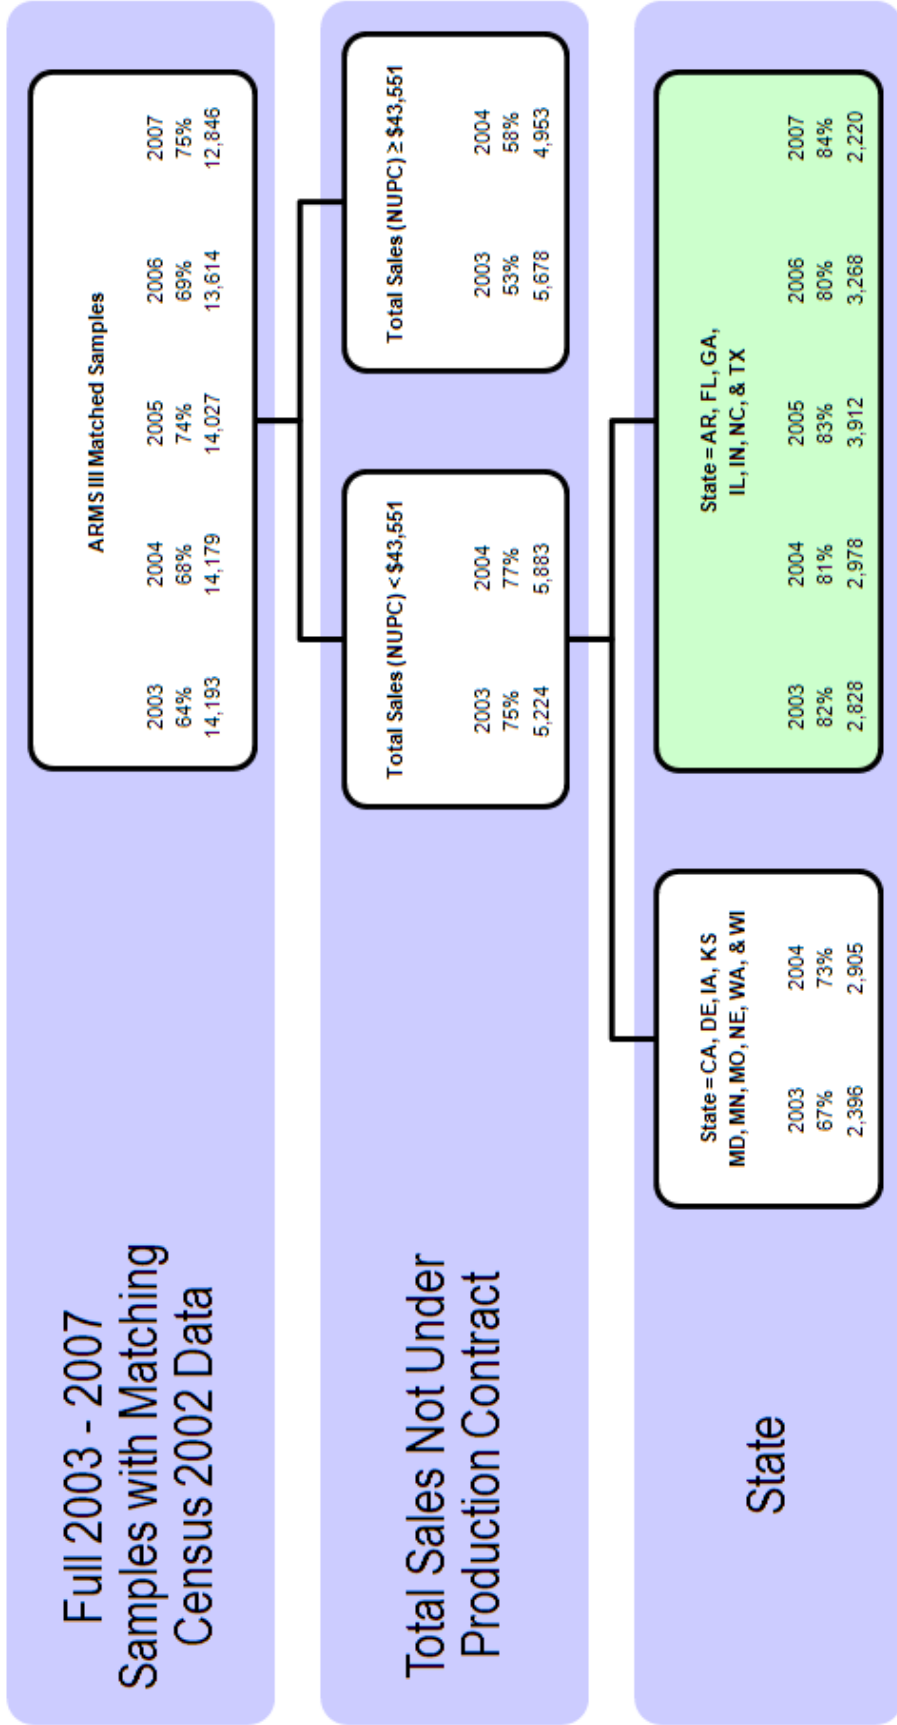 Full 2003 - 2007
Samples with Matching
Census 2002 Data
ARMS III Matched Samples
2003 2004 2005 2006 2007
64% 68% 74% 69% 75%
14,193 14,179 14,027 13,614 12,846
Total Sales Not Under
Production Contract
Total Sales (NUPC) < $43,551
2003 2004
75% 77%
5,224 5,883
Total Sales (NUPC) ≥ $43,551
2003 2004
53% 58%
5,678 4,953
State
State = CA, DE, IA, KS
MD, MN, MO, NE, WA, & WI
2003 2004
67% 73%
2,396 2,905
State = AR, FL, GA,
IL, IN, NC, & TX
2003 2004 2005 2006 2007
82% 81% 83% 80% 84%
2,828 2,978 3,912 3,268 2,220